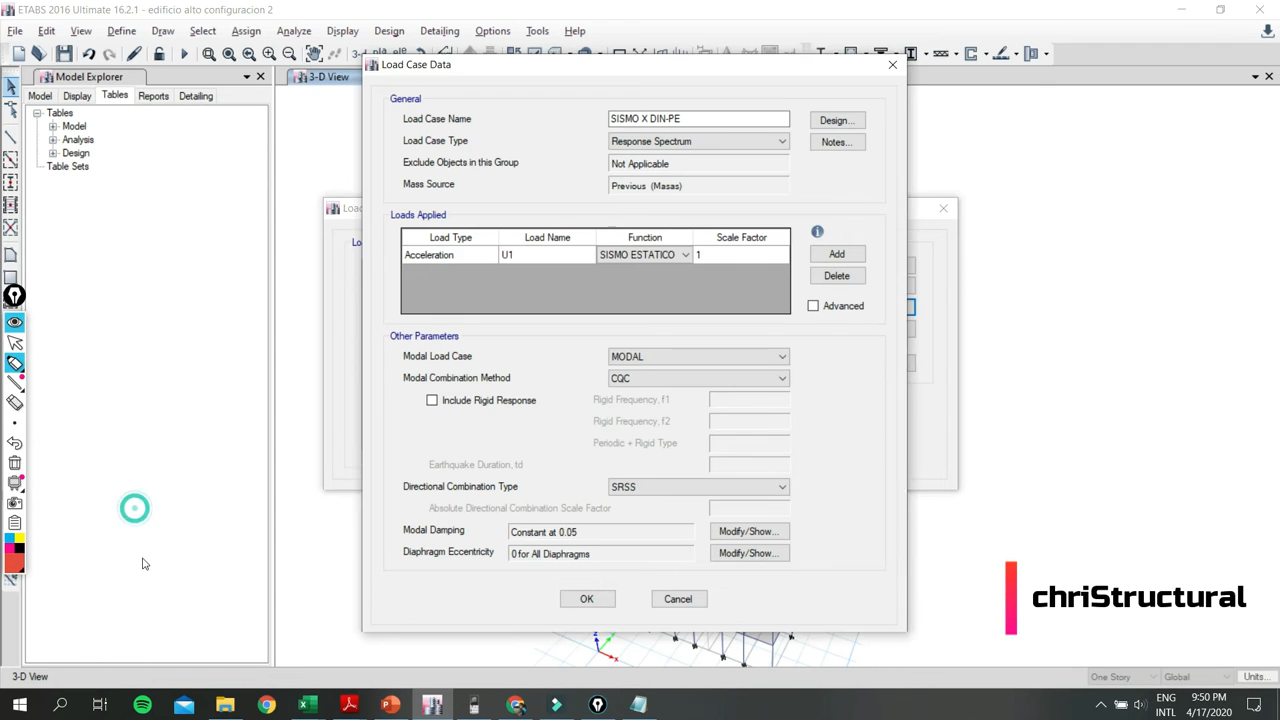 ETABS 2016 Ultimate 16.2.1 - edificio alto configuracion 2
File Edit View Define Draw Select Assign Analyze Display Design Detailing Options Tools Help
Model Explorer
3-D View
Load Case Data
Model Display Tables Reports Detailing
Tables
Model
Analysis
Design
Table Sets
General
Load Case Name SISMO X DIN-PE Design...
Load Case Type Response Spectrum Notes...
Exclude Objects in this Group Not Applicable
Mass Source Previous (Masas)
Loads Applied
Load Type Load Name Function Scale Factor
Acceleration U1 SISMO ESTATICO 1
Add
Delete
Advanced
Other Parameters
Modal Load Case MODAL
Modal Combination Method CQC
Include Rigid Response Rigid Frequency, f1
Rigid Frequency, f2
Periodic + Rigid Type
Earthquake Duration, td
Directional Combination Type SRSS
Absolute Directional Combination Scale Factor
Modal Damping Constant at 0.05 Modify/Show...
Diaphragm Eccentricity 0 for All Diaphragms Modify/Show...
OK Cancel
chriStructural
3-D View One Story Global Units...
ENG 9:50 PM
INTL 4/17/2020